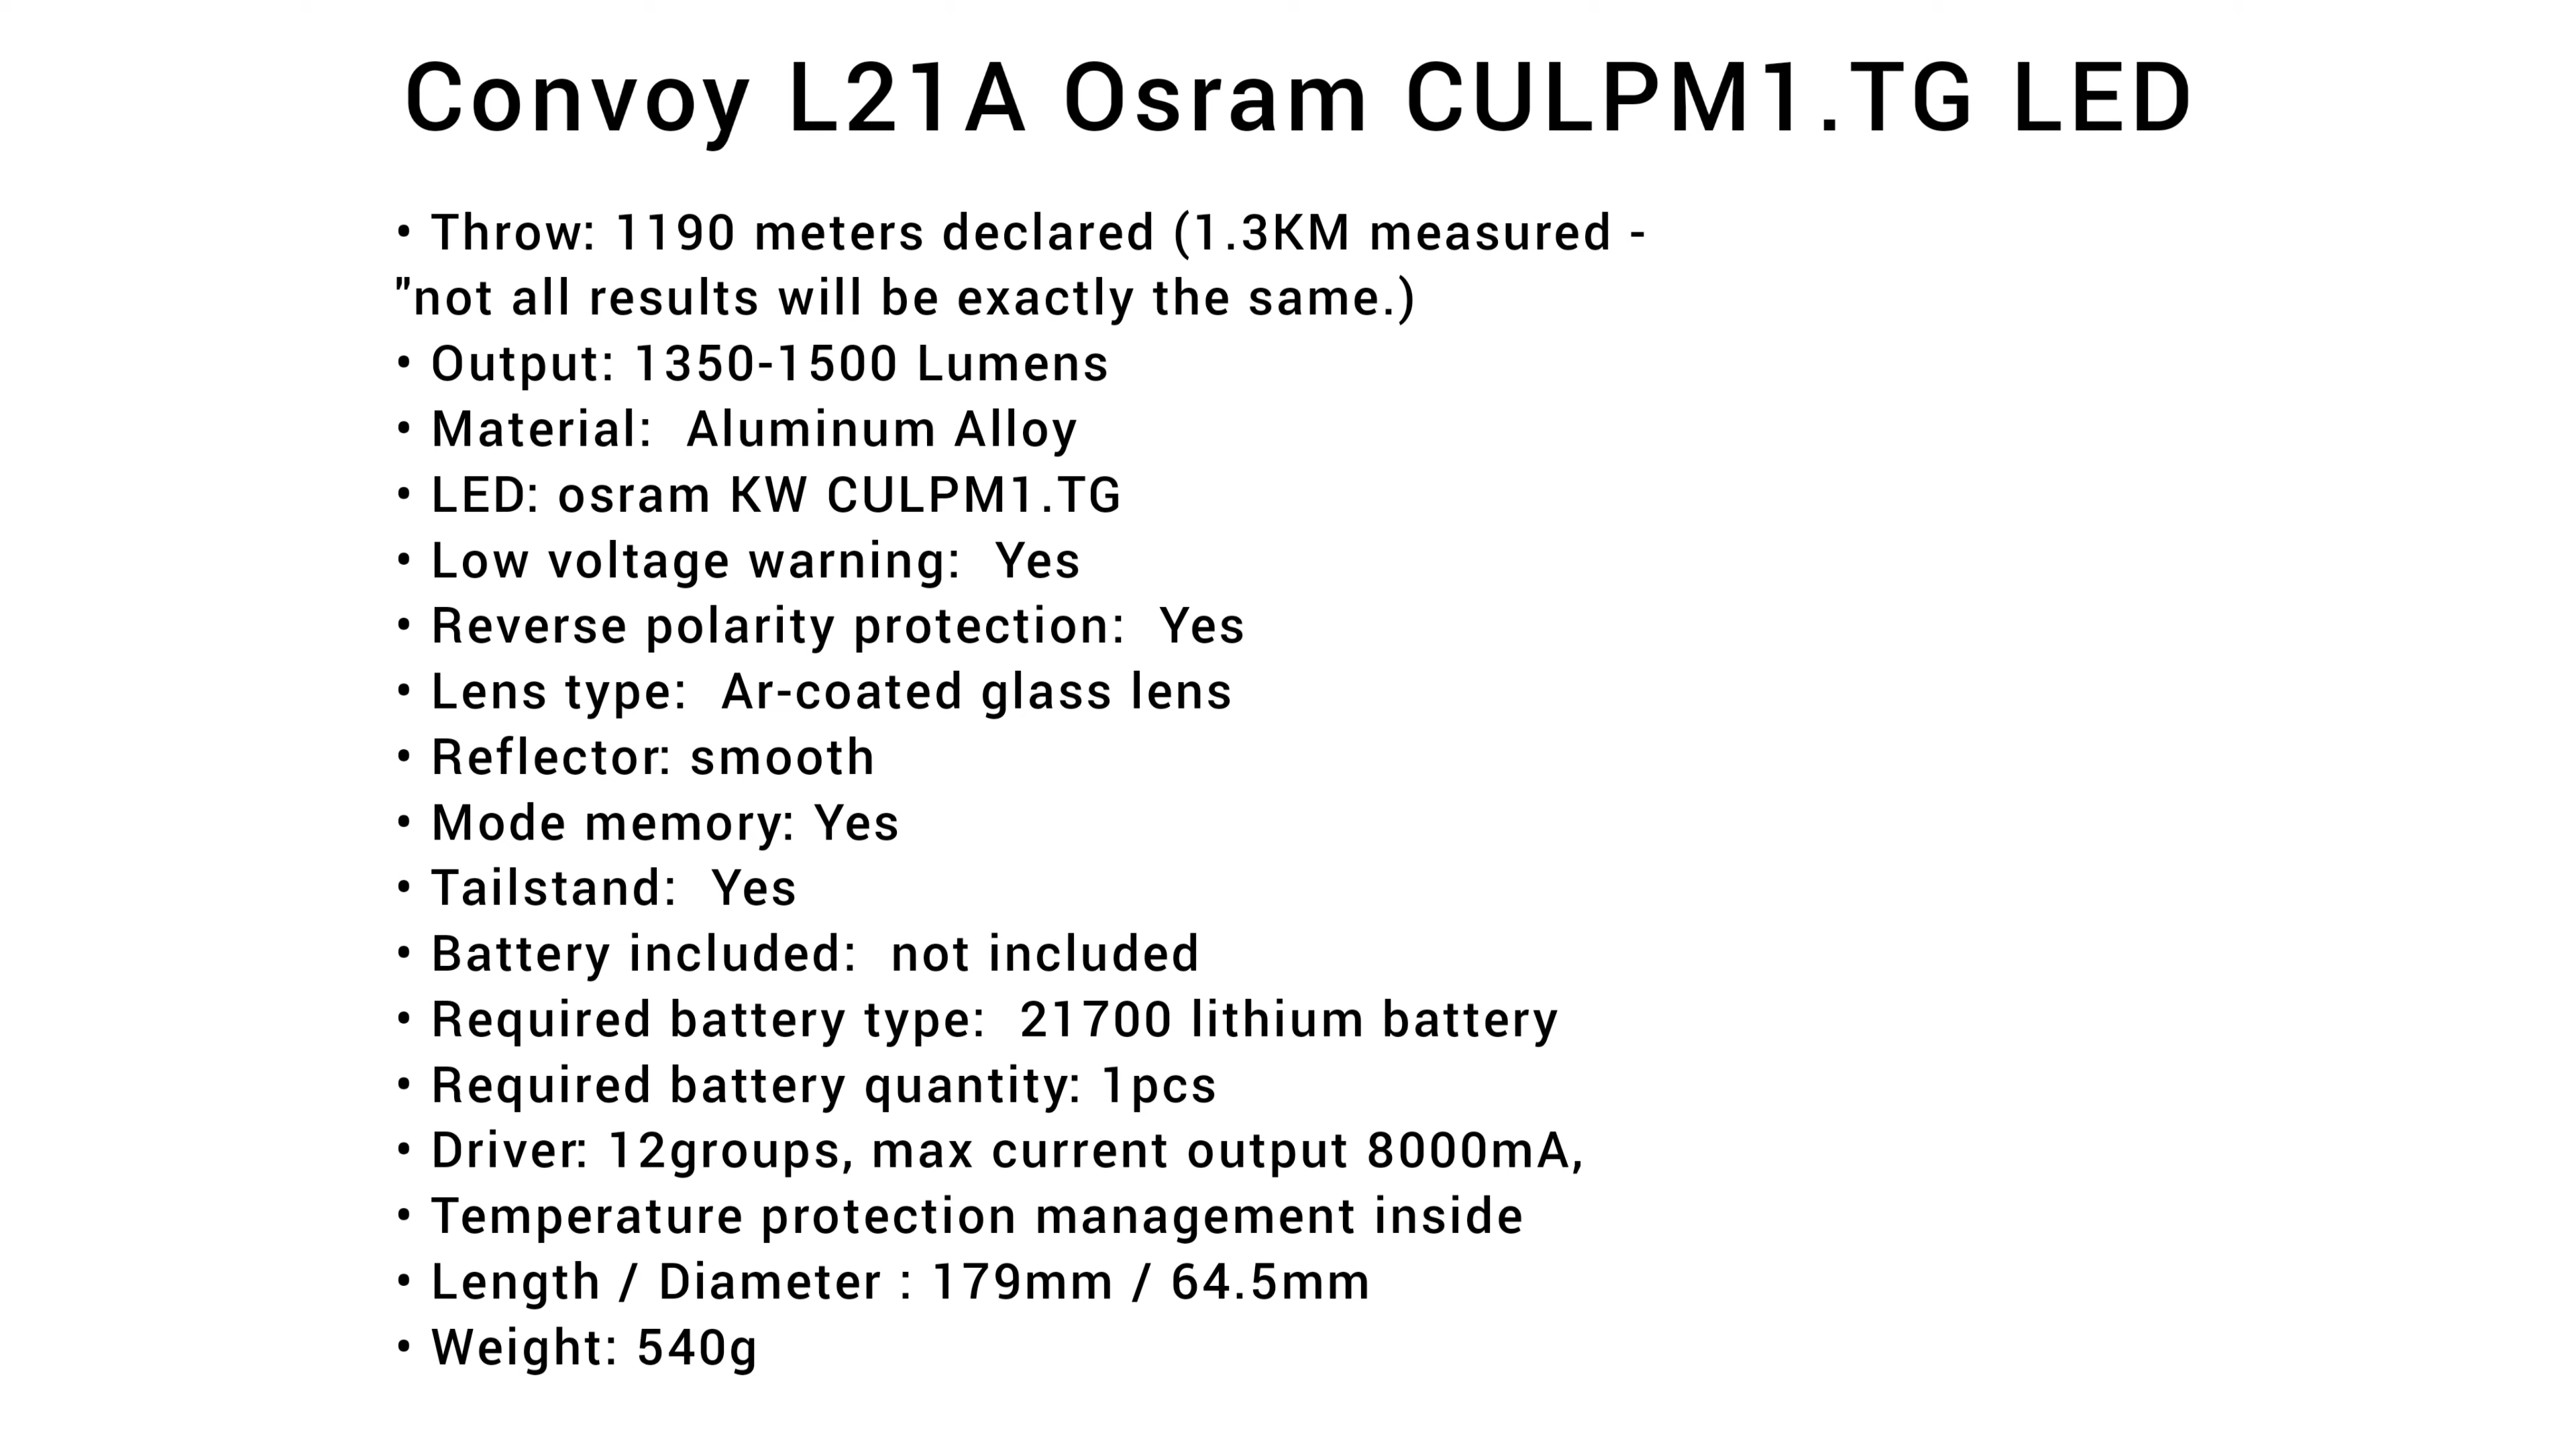 Convoy L21A Osram CULPM1.TG LED
• Throw: 1190 meters declared (1.3KM measured -
"not all results will be exactly the same.)
• Output: 1350-1500 Lumens
• Material:  Aluminum Alloy
• LED: osram KW CULPM1.TG
• Low voltage warning:  Yes
• Reverse polarity protection:  Yes
• Lens type:  Ar-coated glass lens
• Reflector: smooth
• Mode memory: Yes
• Tailstand:  Yes
• Battery included:  not included
• Required battery type:  21700 lithium battery
• Required battery quantity: 1pcs
• Driver: 12groups, max current output 8000mA,
• Temperature protection management inside
• Length / Diameter : 179mm / 64.5mm
• Weight: 540g